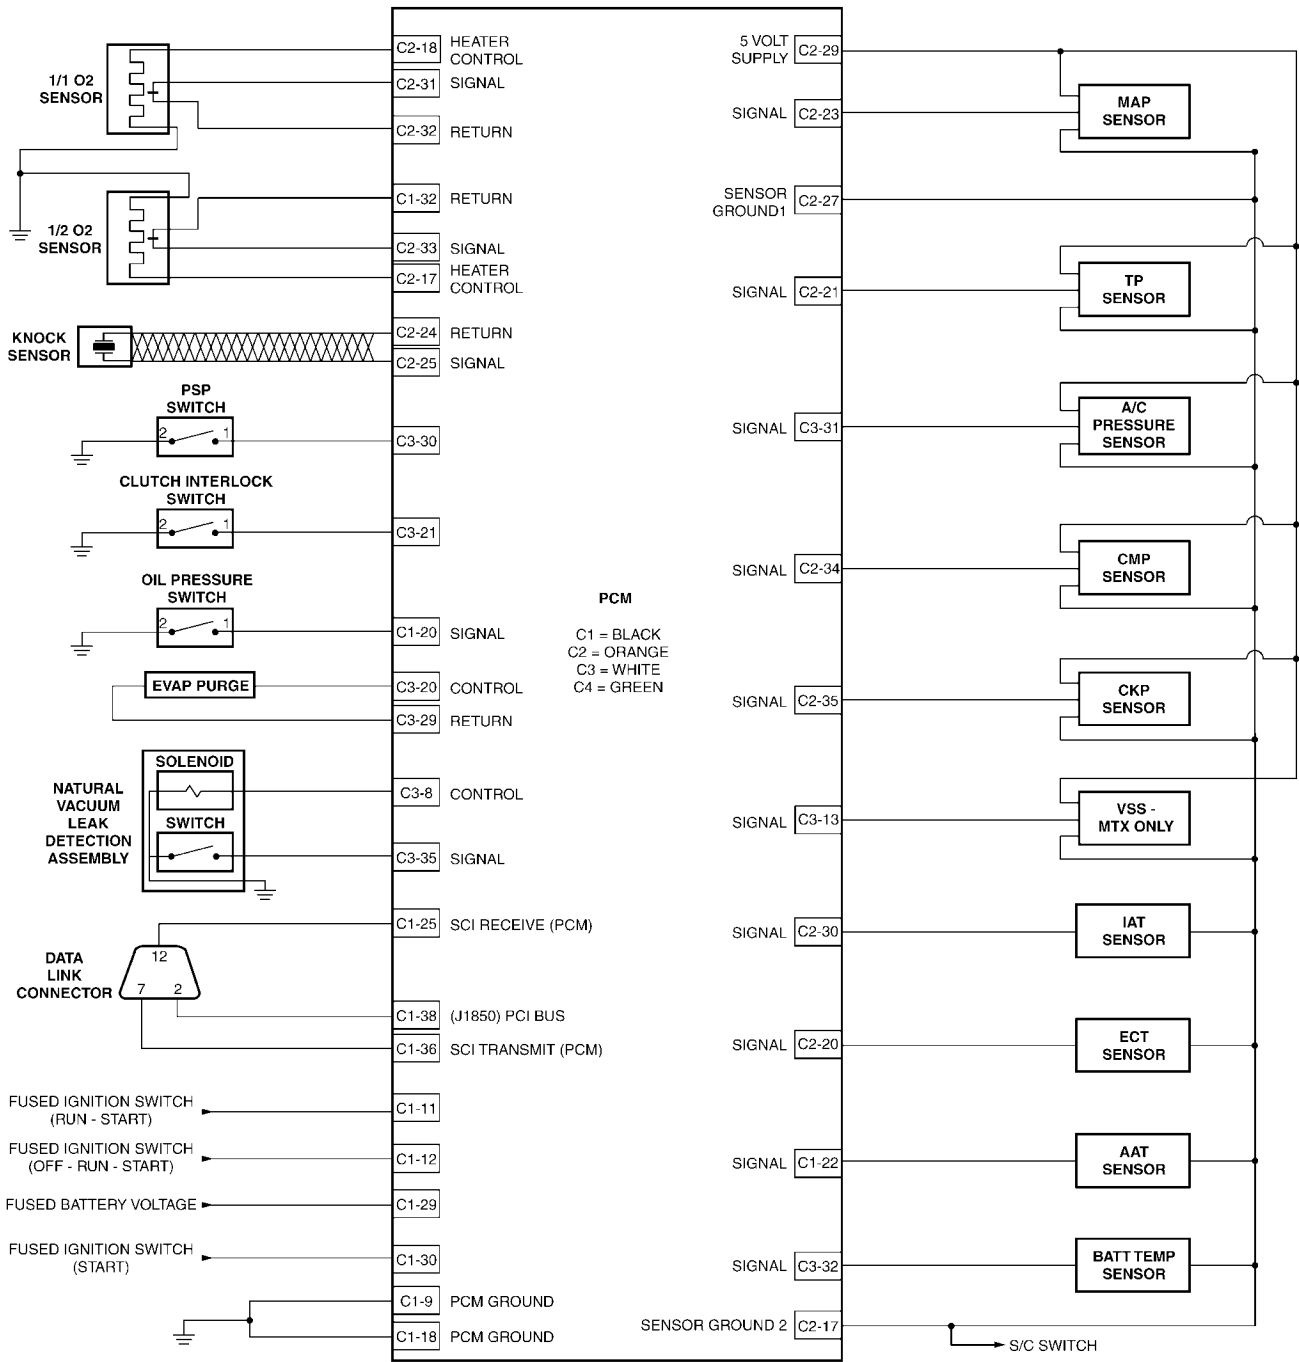 1/1 O2
SENSOR
C2-18
HEATER
CONTROL
C2-31
SIGNAL
C2-32
RETURN
1/2 O2
SENSOR
C1-32
RETURN
C2-33
SIGNAL
C2-17
HEATER
CONTROL
KNOCK
SENSOR
C2-24
RETURN
C2-25
SIGNAL
PSP
SWITCH
2
1
C3-30
CLUTCH INTERLOCK
SWITCH
2
1
C3-21
OIL PRESSURE
SWITCH
2
1
C1-20
SIGNAL
EVAP PURGE
C3-20
CONTROL
C3-29
RETURN
NATURAL
VACUUM
LEAK
DETECTION
ASSEMBLY
SOLENOID
SWITCH
C3-8
CONTROL
C3-35
SIGNAL
DATA
LINK
CONNECTOR
12
7
2
C1-25
SCI RECEIVE (PCM)
C1-38
(J1850) PCI BUS
C1-36
SCI TRANSMIT (PCM)
FUSED IGNITION SWITCH
(RUN - START)
C1-11
FUSED IGNITION SWITCH
(OFF - RUN - START)
C1-12
FUSED BATTERY VOLTAGE
C1-29
FUSED IGNITION SWITCH
(START)
C1-30
C1-9
PCM GROUND
C1-18
PCM GROUND
PCM
C1 = BLACK
C2 = ORANGE
C3 = WHITE
C4 = GREEN
5 VOLT
SUPPLY
C2-29
SIGNAL
C2-23
MAP
SENSOR
SENSOR
GROUND1
C2-27
SIGNAL
C2-21
TP
SENSOR
SIGNAL
C3-31
A/C
PRESSURE
SENSOR
SIGNAL
C2-34
CMP
SENSOR
SIGNAL
C2-35
CKP
SENSOR
SIGNAL
C3-13
VSS -
MTX ONLY
SIGNAL
C2-30
IAT
SENSOR
SIGNAL
C2-20
ECT
SENSOR
SIGNAL
C1-22
AAT
SENSOR
SIGNAL
C3-32
BATT TEMP
SENSOR
SENSOR GROUND 2
C2-17
S/C SWITCH